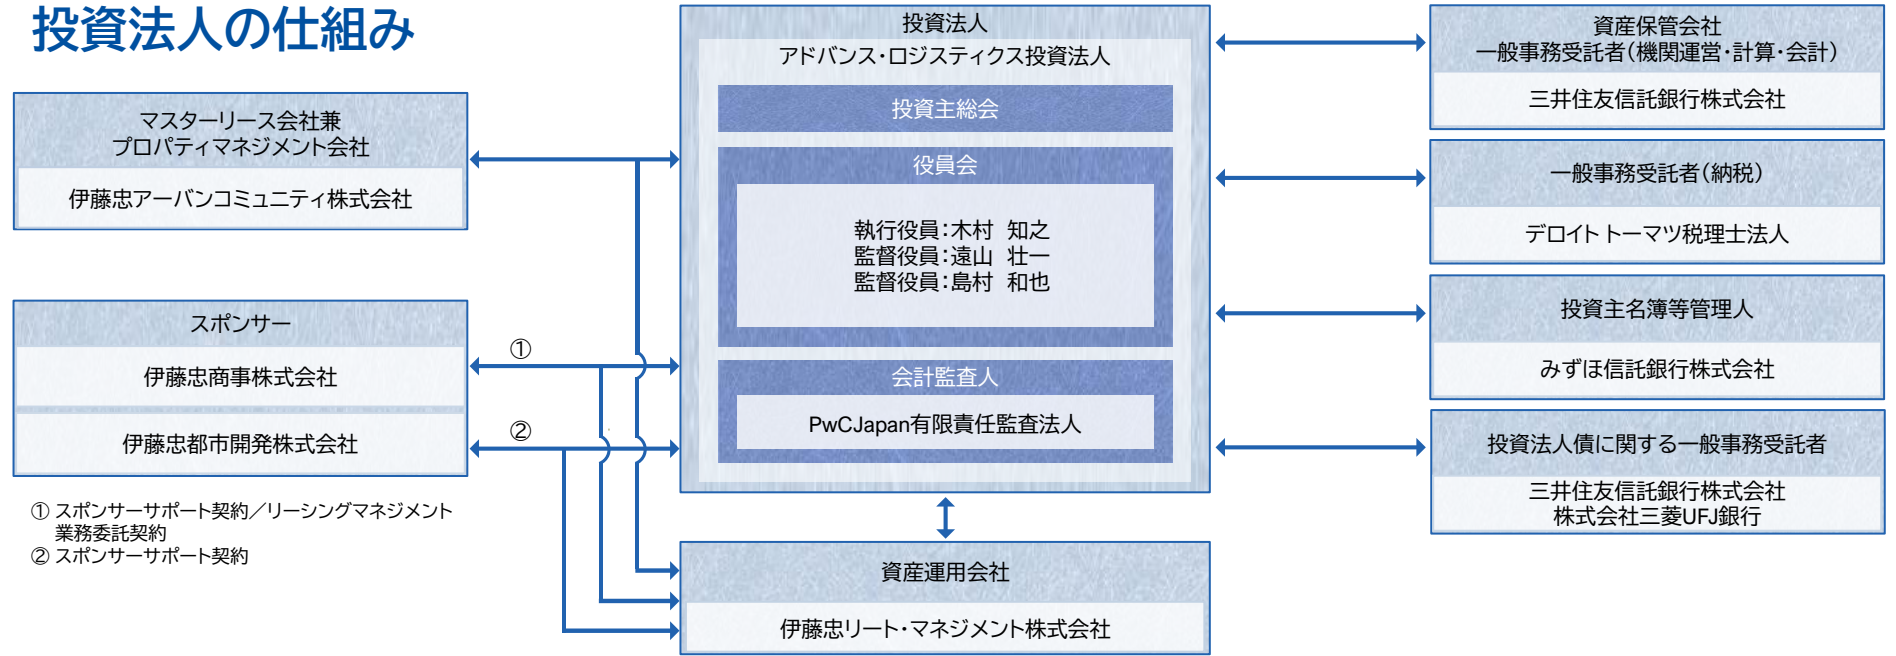 投資法人の仕組み
マスターリース会社兼
プロパティマネジメント会社
伊藤忠アーバンコミュニティ株式会社
スポンサー
伊藤忠商事株式会社
伊藤忠都市開発株式会社
① スポンサーサポート契約／リーシングマネジメント
業務委託契約
② スポンサーサポート契約
①
②
投資法人
アドバンス・ロジスティクス投資法人
投資主総会
役員会
執行役員：木村　知之
監督役員：遠山　壮一
監督役員：島村　和也
会計監査人
PwCJapan有限責任監査法人
資産運用会社
伊藤忠リート・マネジメント株式会社
資産保管会社
一般事務受託者（機関運営・計算・会計）
三井住友信託銀行株式会社
一般事務受託者（納税）
デロイト トーマツ税理士法人
投資主名簿等管理人
みずほ信託銀行株式会社
投資法人債に関する一般事務受託者
三井住友信託銀行株式会社
株式会社三菱UFJ銀行